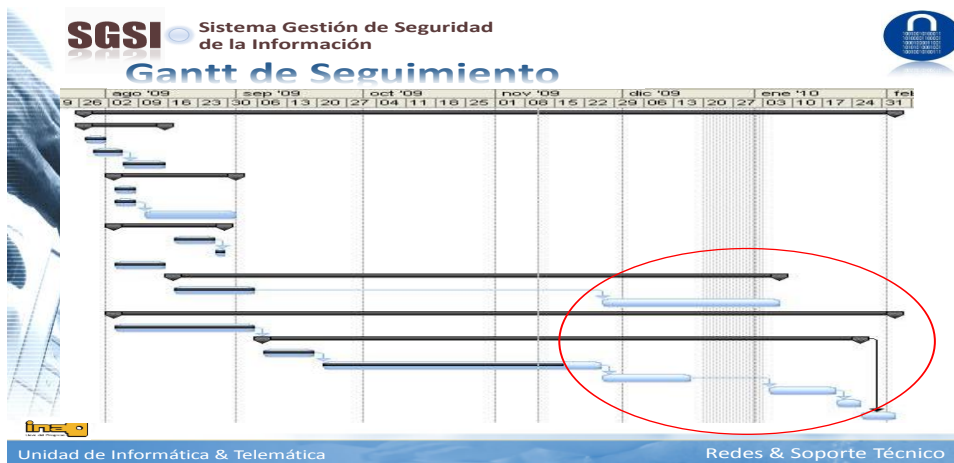 SGSI
Sistema Gestión de Seguridad
de la Información
Gantt de Seguimiento
ago '09 sep '09 oct '09 nov '09 dic '09 ene '10 fel
9 26 02 09 16 23 30 06 13 20 27 04 11 18 25 01 08 15 22 29 06 13 20 27 03 10 17 24 31
Unidad de Informática & Telemática
Redes & Soporte Técnico